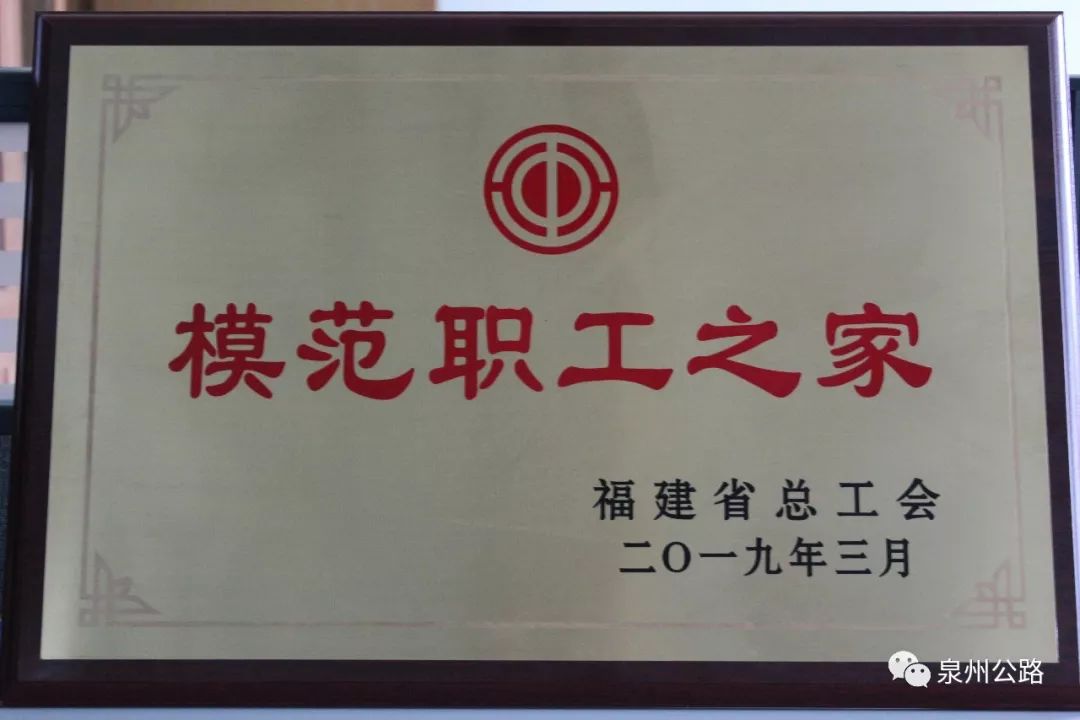 模范职工之家
福建省总工会
二〇一九年三月
泉州公路